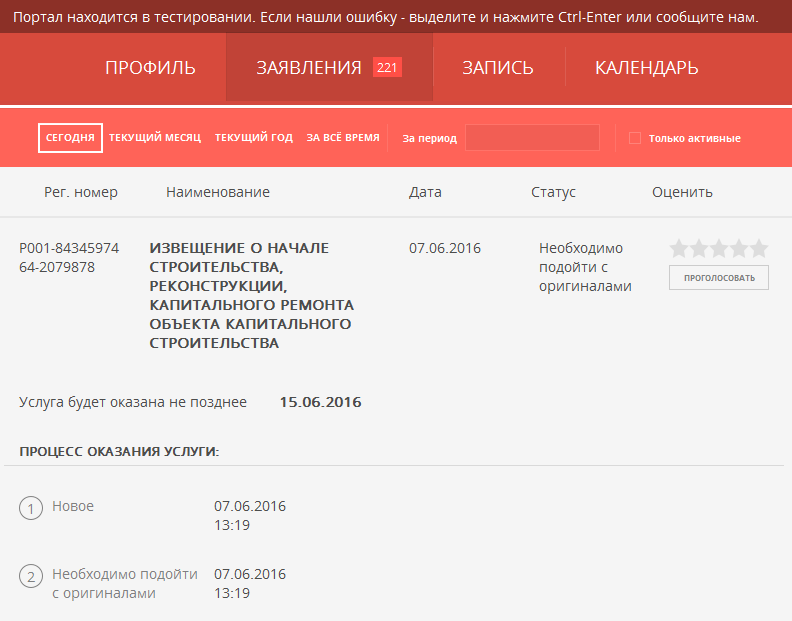 Портал находится в тестировании. Если нашли ошибку - выделите и нажмите Ctrl-Enter или сообщите нам.
ПРОФИЛЬ ЗАЯВЛЕНИЯ 221 ЗАПИСЬ КАЛЕНДАРЬ
СЕГОДНЯ ТЕКУЩИЙ МЕСЯЦ ТЕКУЩИЙ ГОД ЗА ВСЁ ВРЕМЯ За период Только активные
Рег. номер Наименование Дата Статус Оценить
P001-84345974
64-2079878
ИЗВЕЩЕНИЕ О НАЧАЛЕ
СТРОИТЕЛЬСТВА,
РЕКОНСТРУКЦИИ,
КАПИТАЛЬНОГО РЕМОНТА
ОБЪЕКТА КАПИТАЛЬНОГО
СТРОИТЕЛЬСТВА
07.06.2016
Необходимо
подойти с
оригиналами
ПРОГОЛОСОВАТЬ
Услуга будет оказана не позднее 15.06.2016
ПРОЦЕСС ОКАЗАНИЯ УСЛУГИ:
1 Новое 07.06.2016
13:19
2 Необходимо подойти 07.06.2016
с оригиналами 13:19